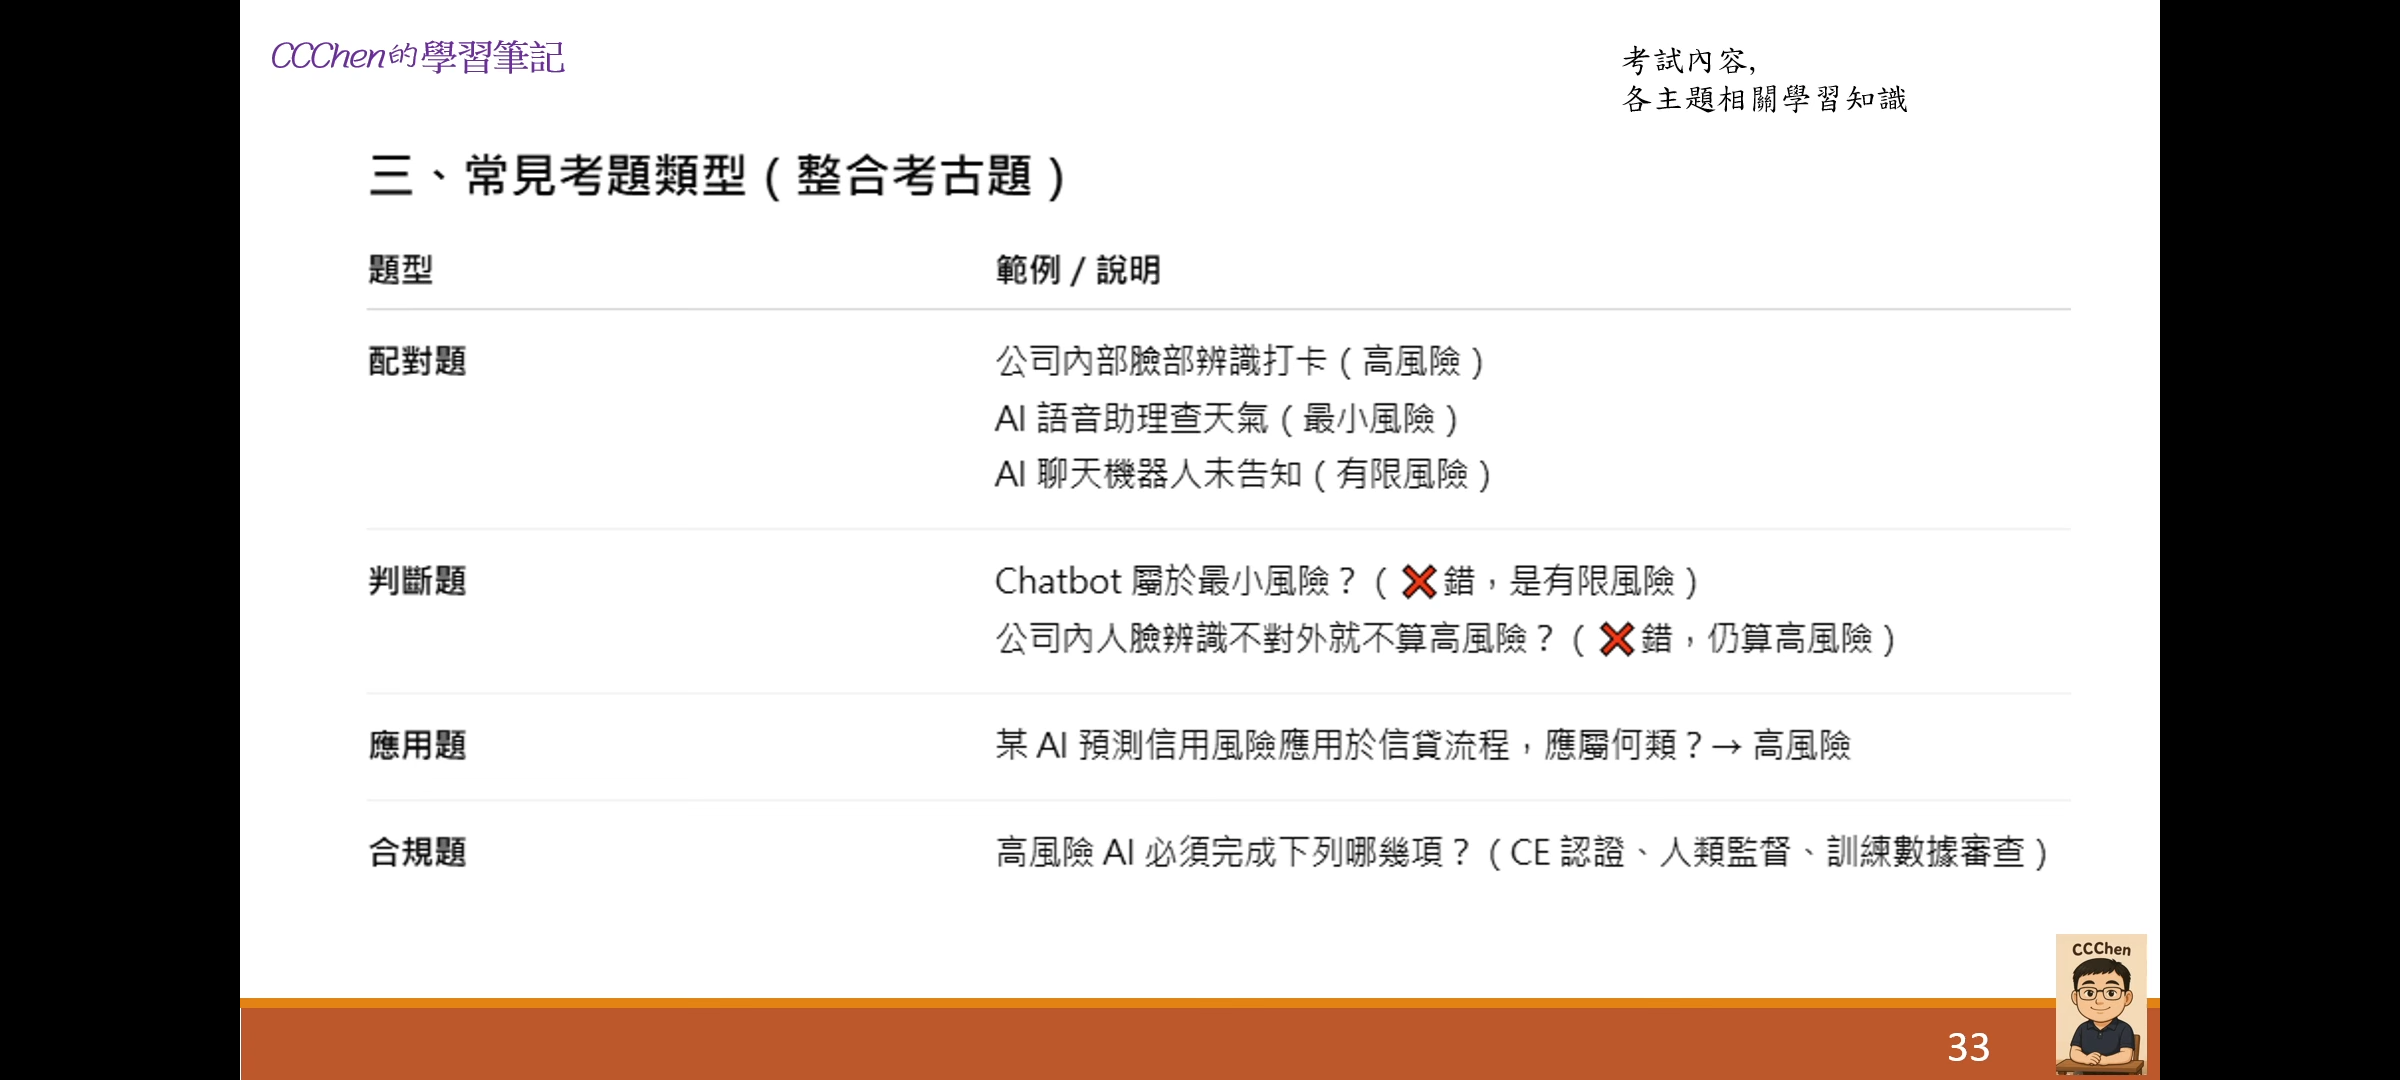 CCChen的學習筆記
考試內容,
各主題相關學習知識
三、常見考題類型（整合考古題）
題型 範例 / 說明
配對題 公司內部臉部辨識打卡（高風險）
AI 語音助理查天氣（最小風險）
AI 聊天機器人未告知（有限風險）
判斷題 Chatbot 屬於最小風險？（❌錯，是有限風險）
公司內人臉辨識不對外就不算高風險？（❌錯，仍算高風險）
應用題 某 AI 預測信用風險應用於信貸流程，應屬何類？→ 高風險
合規題 高風險 AI 必須完成下列哪幾項？（CE 認證、人類監督、訓練數據審查）
CCChen
33